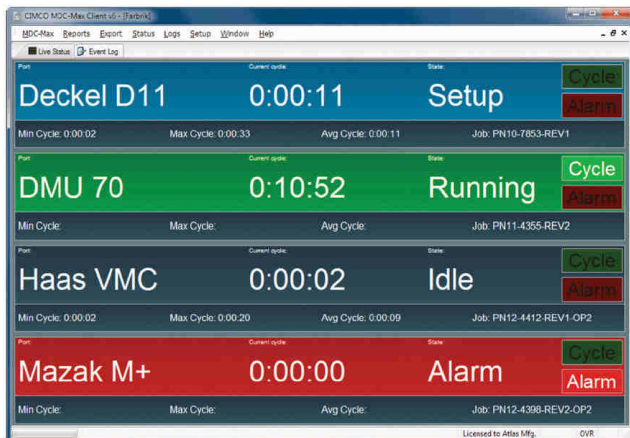 CIMCO MDC-Max Client v6 - [Farbrik]
MDC-Max Reports Export Status Logs Setup Window Help
Live Status Event Log
Port: Current cycle: State:
Deckel D11 0:00:11 Setup Cycle
Alarm
Min Cycle: 0:00:02 Max Cycle: 0:00:33 Avg Cycle: 0:00:11 Job: PN10-7853-REV1
Port: Current cycle: State:
DMU 70 0:10:52 Running Cycle
Alarm
Min Cycle: Max Cycle: Avg Cycle: Job: PN11-4355-REV2
Port: Current cycle: State:
Haas VMC 0:00:02 Idle Cycle
Alarm
Min Cycle: 0:00:02 Max Cycle: 0:00:20 Avg Cycle: 0:00:09 Job: PN12-4412-REV1-OP2
Port: Current cycle: State:
Mazak M+ 0:00:00 Alarm Cycle
Alarm
Min Cycle: Max Cycle: Avg Cycle: Job: PN12-4398-REV2-OP2
Licensed to Atlas Mfg. OVR